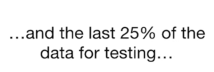 ...and the last 25% of the
data for testing...